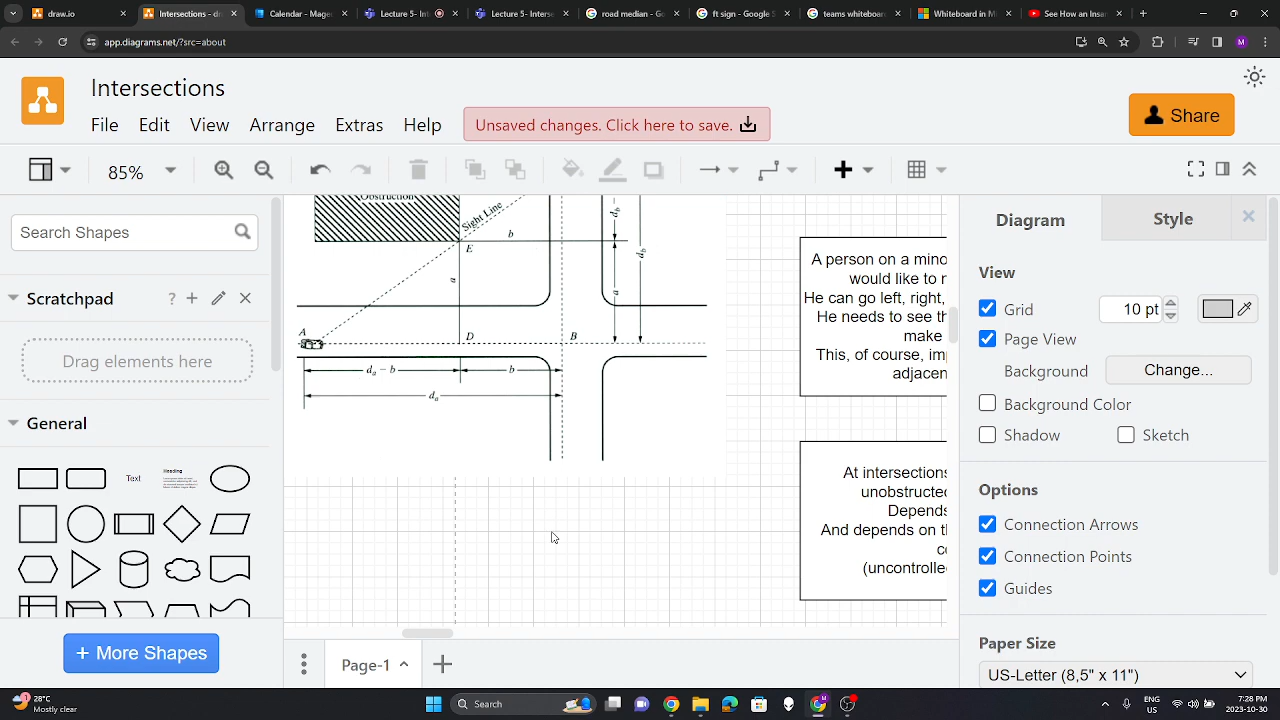 draw.io
Intersections - dr
Calendar - Mage
Lecture 5- Int
Lecture 5- Interse
road median - G
ft sign - Google S
teams whiteboar
Whiteboard in M
See How an Inse
app.diagrams.net/?src=about
M
Intersections
File Edit View Arrange Extras Help
Unsaved changes. Click here to save.
Share
85%
Search Shapes
Scratchpad
?
Drag elements here
General
Text
Heading
+ More Shapes
Obstruction
Sight Line
E
b
a
d_b
a
d_b
A
D
B
d_a − b
b
d_a
A person on a mino
would like to r
He can go left, right,
He needs to see th
make
This, of course, imp
adjacen
At intersections
unobstructed
Depends
And depends on th
co
(uncontrolle
Page-1
Diagram
Style
View
Grid
10 pt
Page View
Background
Change...
Background Color
Shadow
Sketch
Options
Connection Arrows
Connection Points
Guides
Paper Size
US-Letter (8,5" x 11")
28°C
Mostly clear
Search
ENG
US
7:28 PM
2023-10-30